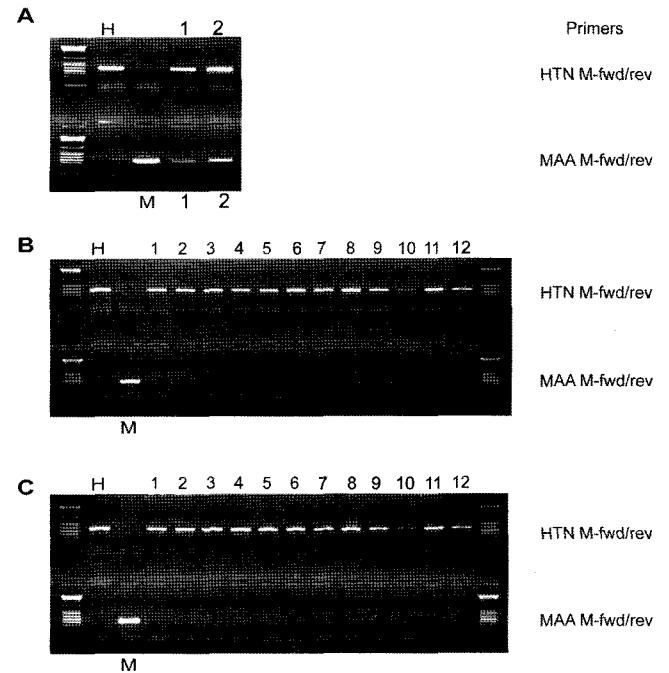 A
H 1 2
Primers
HTN M-fwd/rev
MAA M-fwd/rev
M 1 2
B
H 1 2 3 4 5 6 7 8 9 10 11 12
HTN M-fwd/rev
MAA M-fwd/rev
M
C
H 1 2 3 4 5 6 7 8 9 10 11 12
HTN M-fwd/rev
MAA M-fwd/rev
M